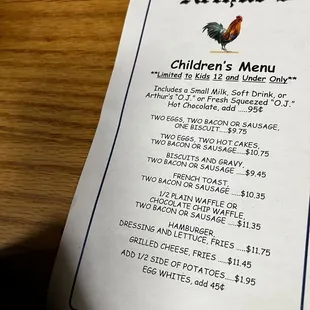 Children's Menu
**Limited to Kids 12 and Under Only**
Includes a Small Milk, Soft Drink, or
Arthur's "O.J." or Fresh Squeezed "O.J."
Hot Chocolate, add .....95¢
TWO EGGS, TWO BACON OR SAUSAGE,
ONE BISCUIT.....$9.75
TWO EGGS, TWO HOT CAKES,
TWO BACON OR SAUSAGE.....$10.75
BISCUITS AND GRAVY,
TWO BACON OR SAUSAGE .....$9.45
FRENCH TOAST,
TWO BACON OR SAUSAGE .....$10.35
1/2 PLAIN WAFFLE OR
CHOCOLATE CHIP WAFFLE,
TWO BACON OR SAUSAGE .....$11.35
HAMBURGER,
DRESSING AND LETTUCE, FRIES .....$11.75
GRILLED CHEESE, FRIES .....$11.45
ADD 1/2 SIDE OF POTATOES.....$1.95
EGG WHITES, add 45¢